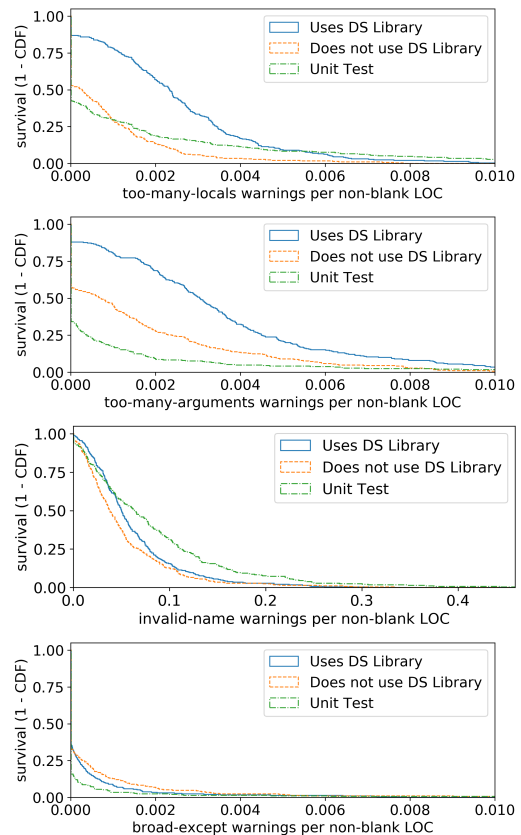 survival (1 - CDF)
1.00
0.75
0.50
0.25
0.00
Uses DS Library
Does not use DS Library
Unit Test
0.000 0.002 0.004 0.006 0.008 0.010
too-many-locals warnings per non-blank LOC
survival (1 - CDF)
1.00
0.75
0.50
0.25
0.00
Uses DS Library
Does not use DS Library
Unit Test
0.000 0.002 0.004 0.006 0.008 0.010
too-many-arguments warnings per non-blank LOC
survival (1 - CDF)
1.00
0.75
0.50
0.25
0.00
Uses DS Library
Does not use DS Library
Unit Test
0.0 0.1 0.2 0.3 0.4
invalid-name warnings per non-blank LOC
survival (1 - CDF)
1.00
0.75
0.50
0.25
0.00
Uses DS Library
Does not use DS Library
Unit Test
0.000 0.002 0.004 0.006 0.008 0.010
broad-except warnings per non-blank LOC